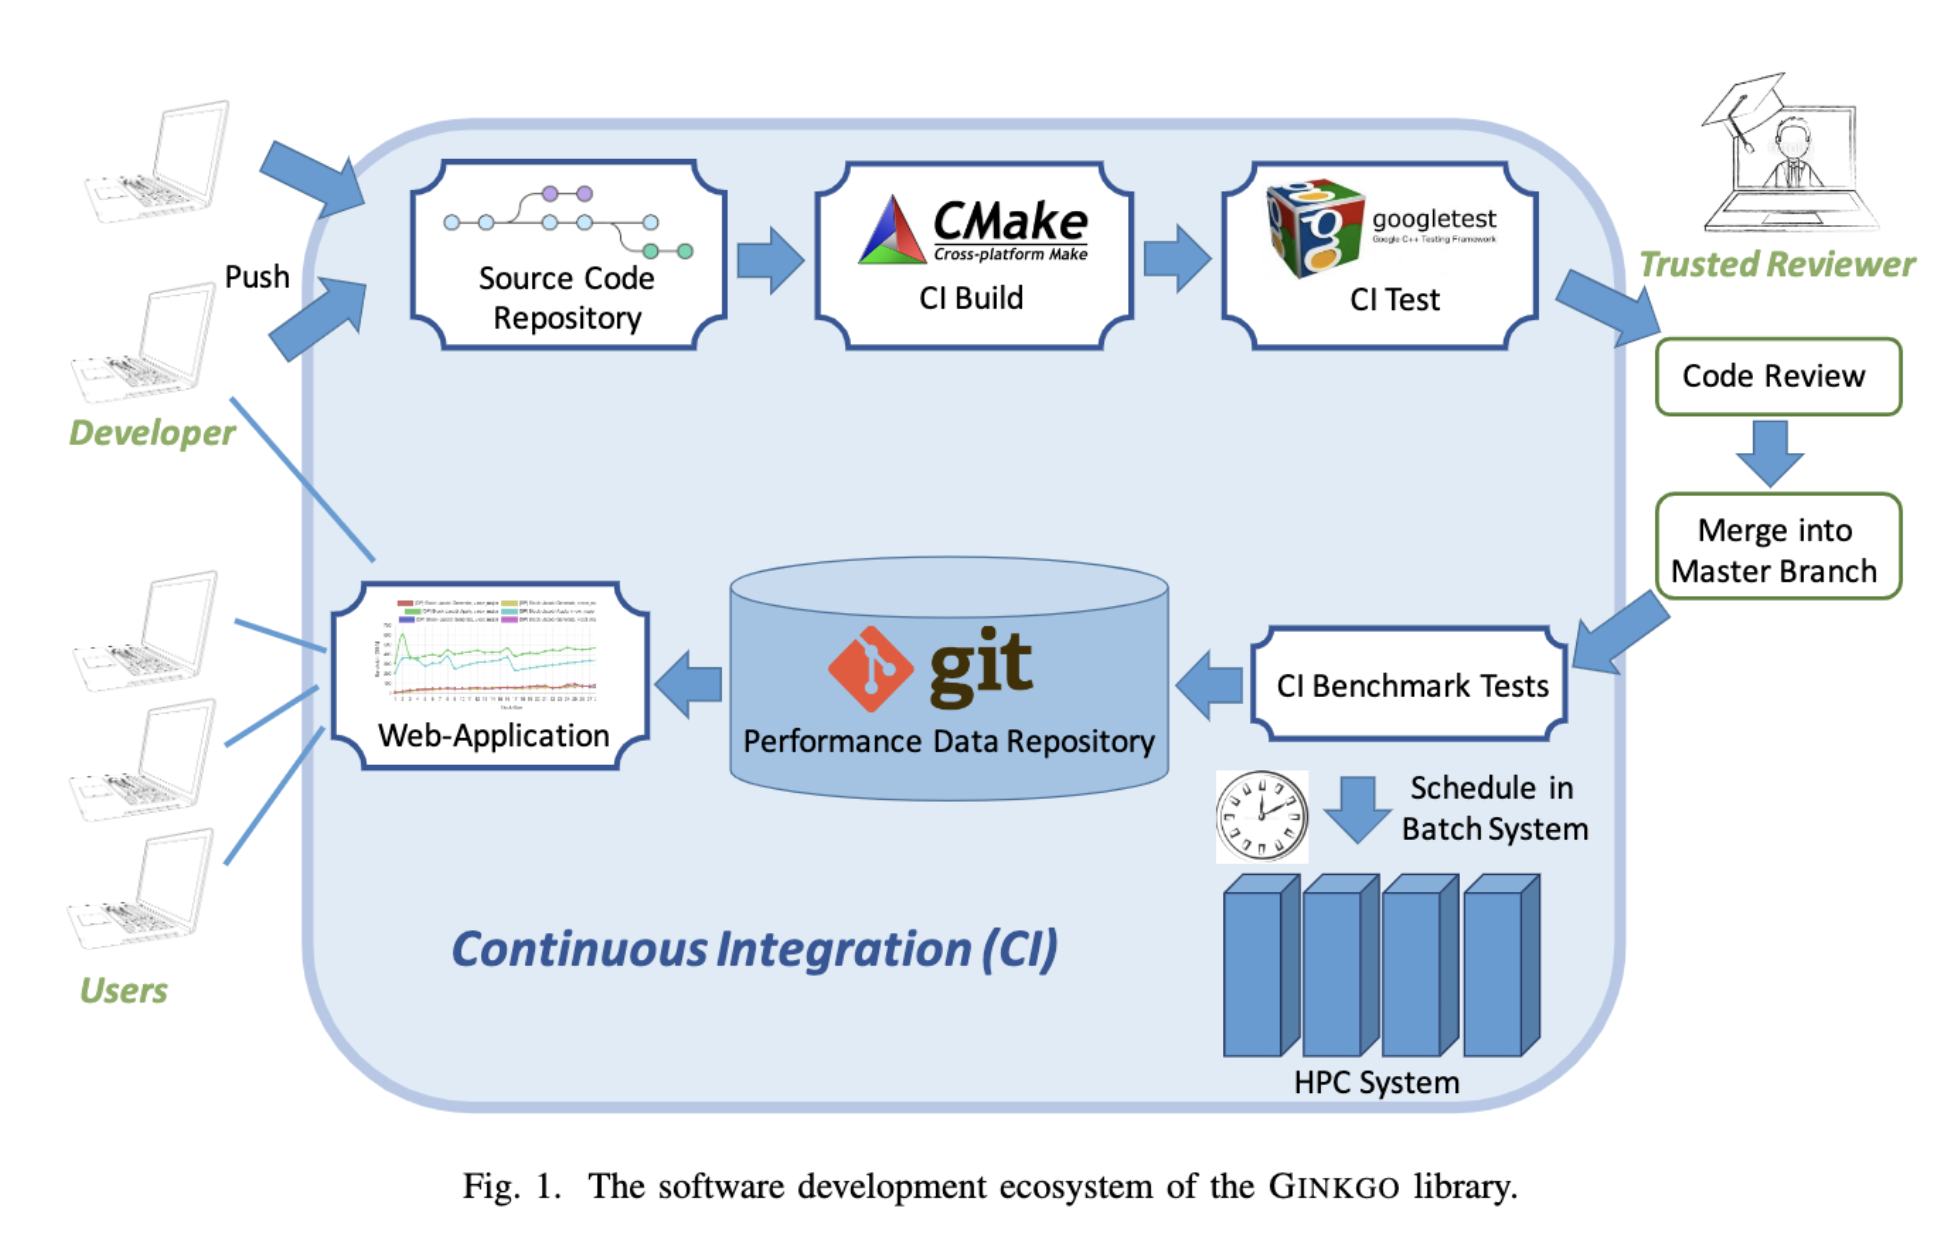 Push
Developer
Users
Source Code
Repository
CMake
Cross-platform Make
CI Build
googletest
Google C++ Testing Framework
CI Test
Trusted Reviewer
Code Review
Merge into
Master Branch
CI Benchmark Tests
Schedule in
Batch System
HPC System
git
Performance Data Repository
Web-Application
Continuous Integration (CI)
Fig. 1. The software development ecosystem of the GINKGO library.